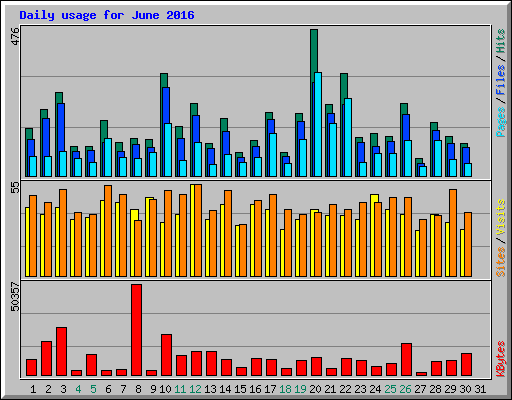 Daily usage for June 2016
476
Pages / Files / Hits
55
Sites / Visits
50357
KBytes
1 2 3 4 5 6 7 8 9 10 11 12 13 14 15 16 17 18 19 20 21 22 23 24 25 26 27 28 29 30 31